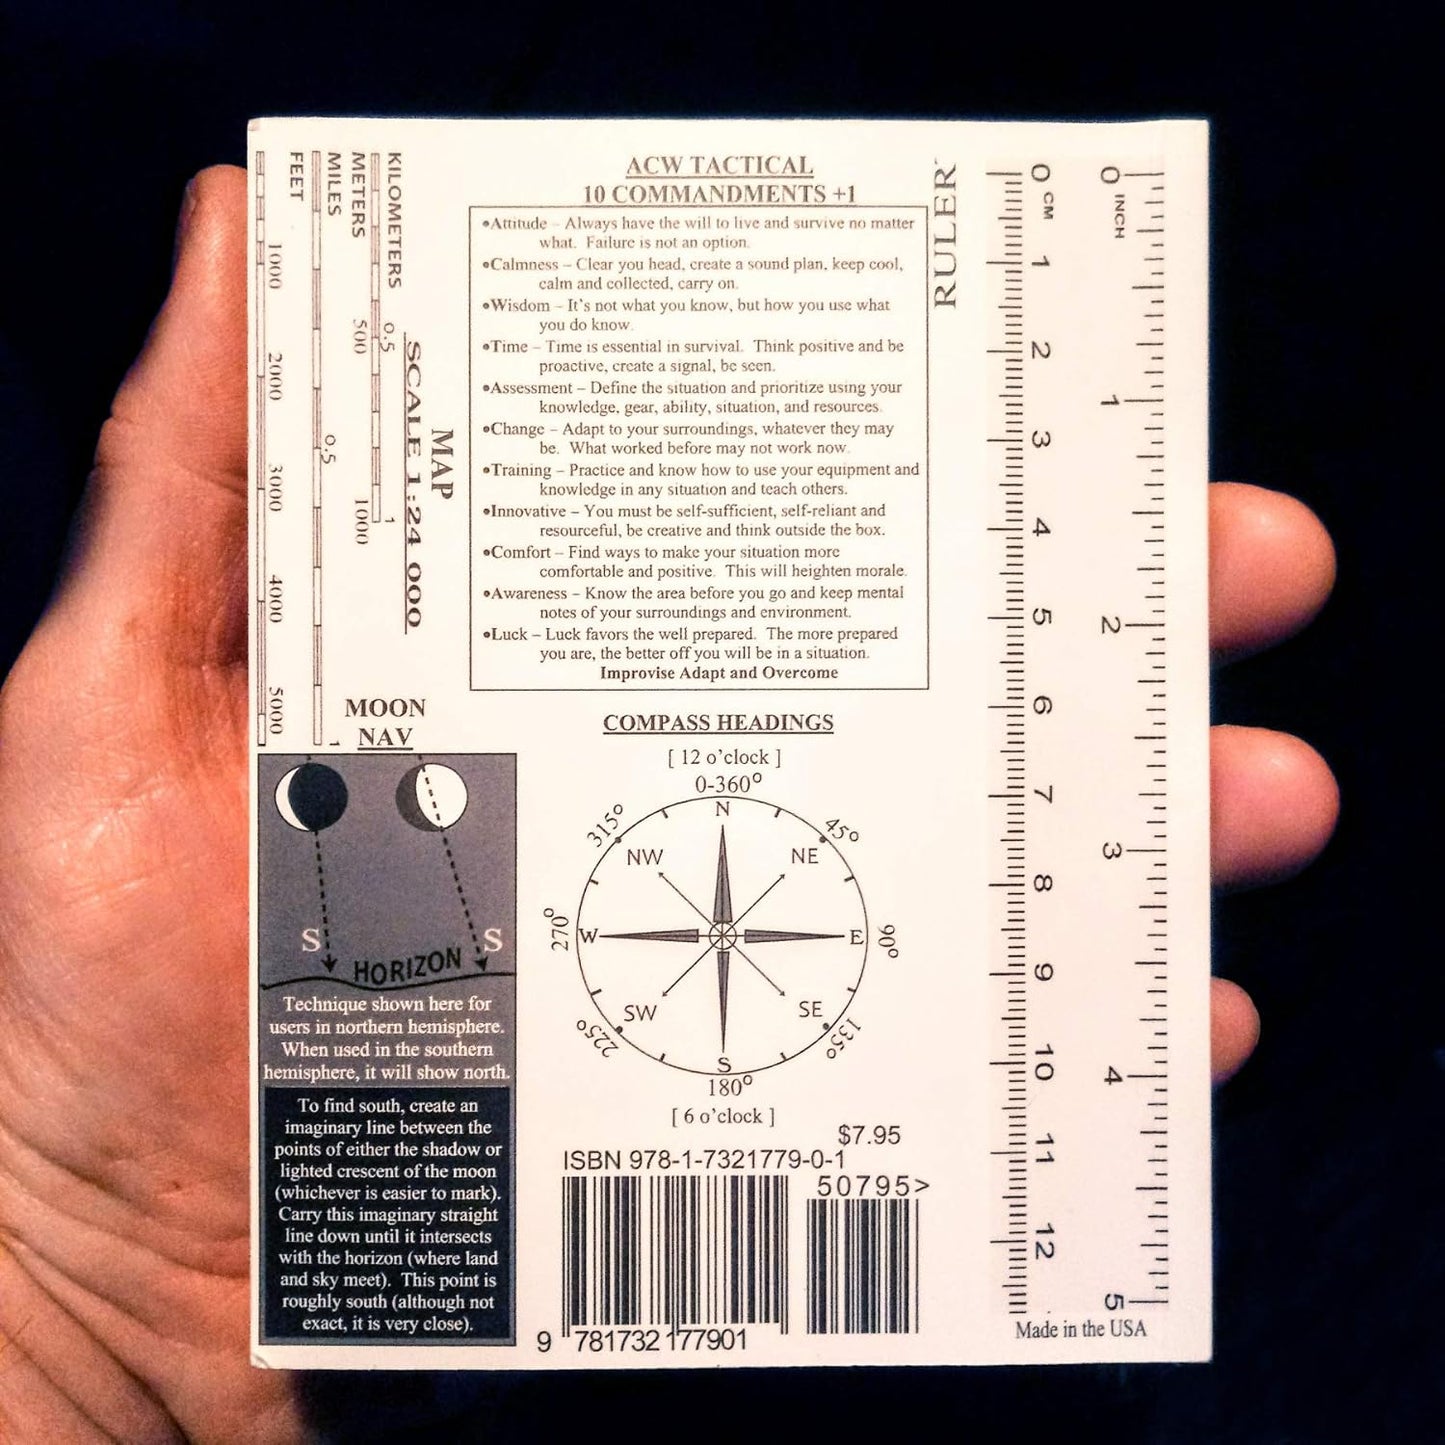 FEET
1000
2000
3000
4000
5000
MILES
0.5
1
METERS
500
1000
KILOMETERS
0.5
1
MAP
SCALE 1:24 000
ACW TACTICAL
10 COMMANDMENTS +1
•Attitude – Always have the will to live and survive no matter
what. Failure is not an option.
•Calmness – Clear you head, create a sound plan, keep cool,
calm and collected, carry on.
•Wisdom – It's not what you know, but how you use what
you do know.
•Time – Time is essential in survival. Think positive and be
proactive, create a signal, be seen.
•Assessment – Define the situation and prioritize using your
knowledge, gear, ability, situation, and resources.
•Change – Adapt to your surroundings, whatever they may
be. What worked before may not work now.
•Training – Practice and know how to use your equipment and
knowledge in any situation and teach others.
•Innovative – You must be self-sufficient, self-reliant and
resourceful, be creative and think outside the box.
•Comfort – Find ways to make your situation more
comfortable and positive. This will heighten morale.
•Awareness – Know the area before you go and keep mental
notes of your surroundings and environment.
•Luck – Luck favors the well prepared. The more prepared
you are, the better off you will be in a situation.
Improvise Adapt and Overcome
RULER
0 CM
1
2
3
4
5
6
7
8
9
10
11
12
0 INCH
1
2
3
4
5
Made in the USA
MOON
NAV
S
S
HORIZON
Technique shown here for
users in northern hemisphere.
When used in the southern
hemisphere, it will show north.
To find south, create an
imaginary line between the
points of either the shadow or
lighted crescent of the moon
(whichever is easier to mark).
Carry this imaginary straight
line down until it intersects
with the horizon (where land
and sky meet). This point is
roughly south (although not
exact, it is very close).
COMPASS HEADINGS
[ 12 o'clock ]
0-360°
N
315°
45°
NW
NE
270°
W
E
90°
SW
SE
225°
135°
S
180°
[ 6 o'clock ]
$7.95
ISBN 978-1-7321779-0-1
50795>
9 781732 177901